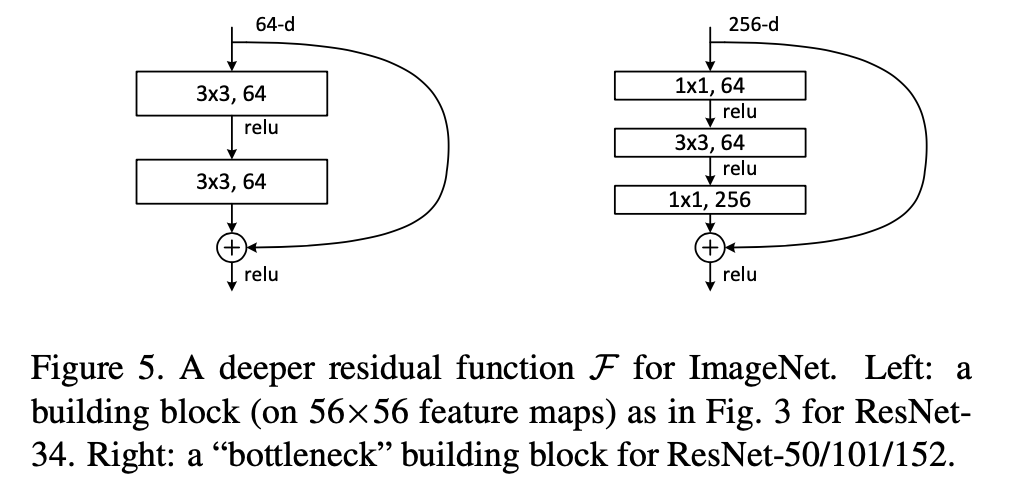 64-d
3x3, 64
relu
3x3, 64
relu
256-d
1x1, 64
relu
3x3, 64
relu
1x1, 256
relu
Figure 5. A deeper residual function ℱ for ImageNet. Left: a
building block (on 56×56 feature maps) as in Fig. 3 for ResNet-
34. Right: a “bottleneck” building block for ResNet-50/101/152.